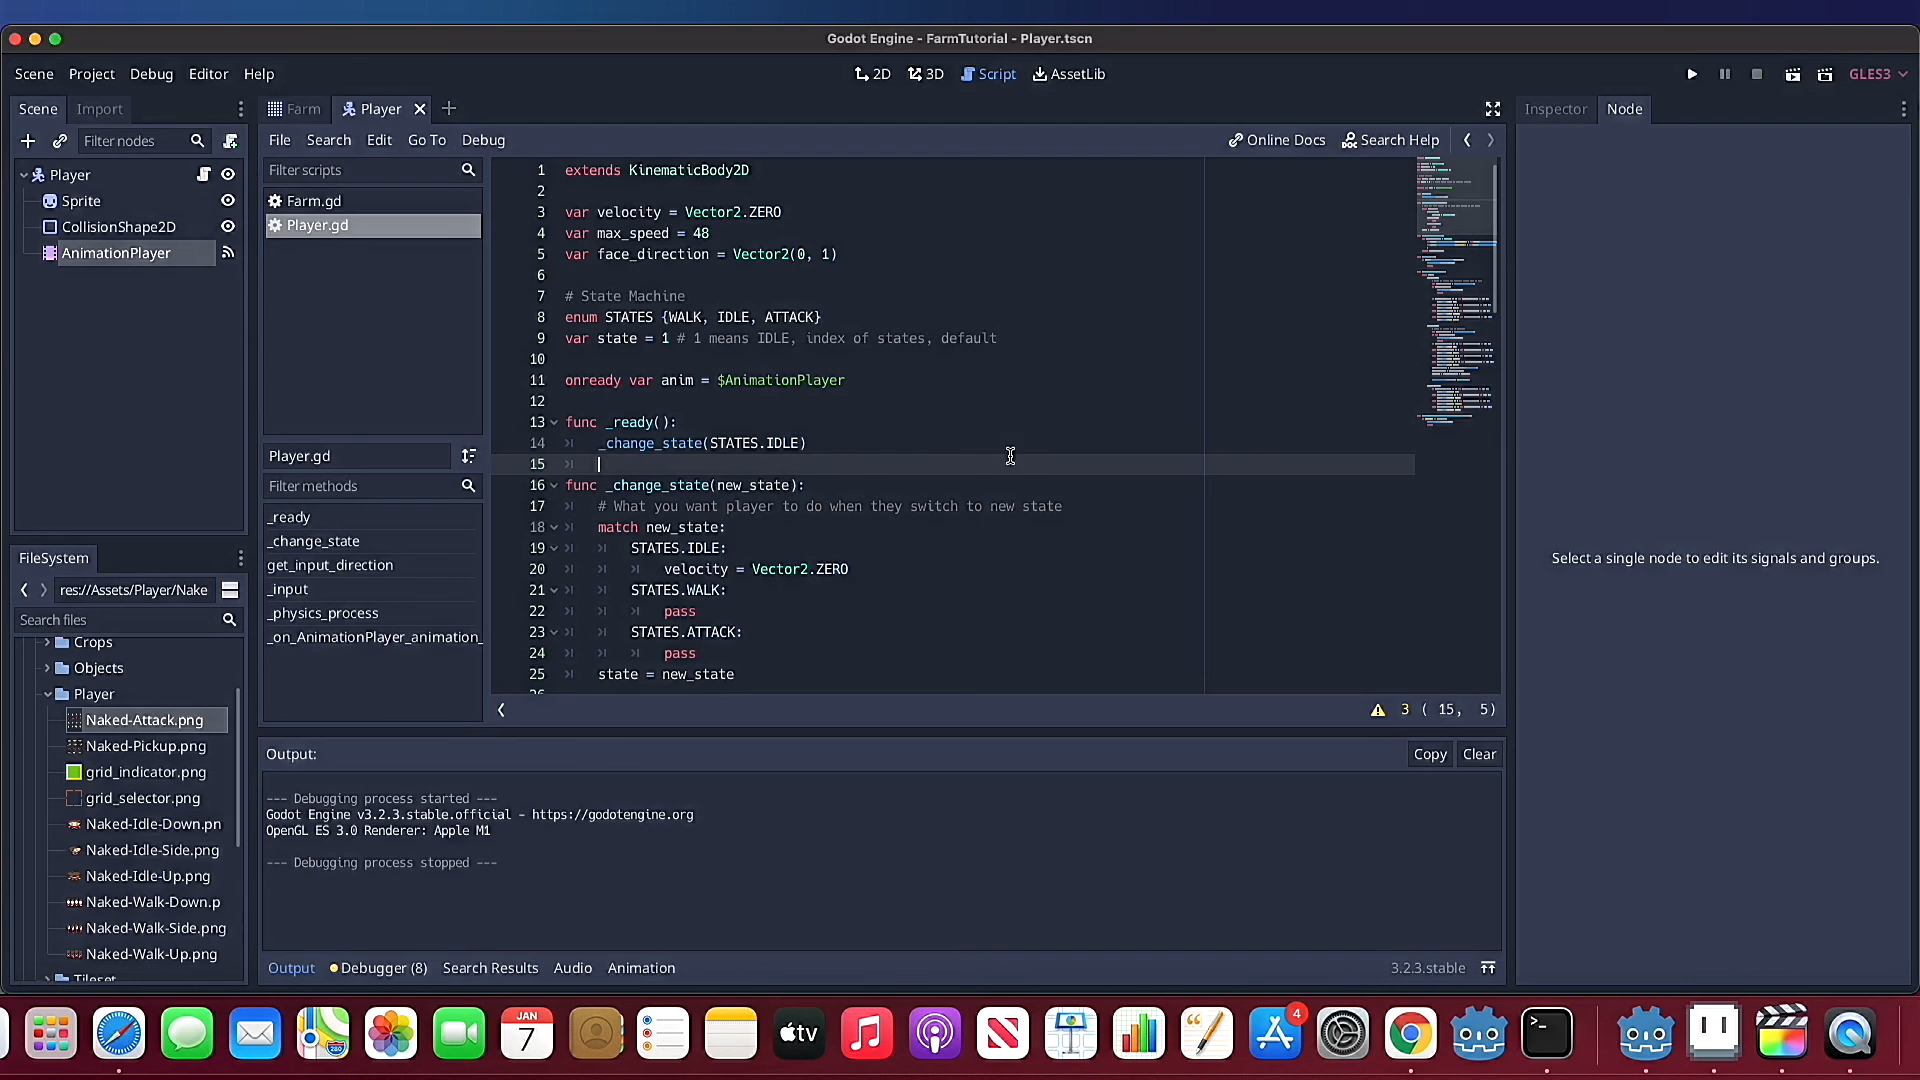 Godot Engine - FarmTutorial - Player.tscn
Scene Project Debug Editor Help
2D 3D Script AssetLib
GLES3
Scene Import
Farm Player
Inspector Node
Filter nodes
File Search Edit Go To Debug
Online Docs Search Help
Player
Sprite
CollisionShape2D
AnimationPlayer
Filter scripts
Farm.gd
Player.gd
Player.gd
Filter methods
_ready
_change_state
get_input_direction
_input
_physics_process
_on_AnimationPlayer_animation_
1 extends KinematicBody2D
2
3 var velocity = Vector2.ZERO
4 var max_speed = 48
5 var face_direction = Vector2(0, 1)
6
7 # State Machine
8 enum STATES {WALK, IDLE, ATTACK}
9 var state = 1 # 1 means IDLE, index of states, default
10
11 onready var anim = $AnimationPlayer
12
13 func _ready():
14 _change_state(STATES.IDLE)
15
16 func _change_state(new_state):
17 # What you want player to do when they switch to new state
18 match new_state:
19 STATES.IDLE:
20 velocity = Vector2.ZERO
21 STATES.WALK:
22 pass
23 STATES.ATTACK:
24 pass
25 state = new_state
3 ( 15, 5)
Select a single node to edit its signals and groups.
FileSystem
res://Assets/Player/Nake
Search files
Crops
Objects
Player
Naked-Attack.png
Naked-Pickup.png
grid_indicator.png
grid_selector.png
Naked-Idle-Down.pn
Naked-Idle-Side.png
Naked-Idle-Up.png
Naked-Walk-Down.p
Naked-Walk-Side.png
Naked-Walk-Up.png
Tileset
Output:
Copy Clear
--- Debugging process started ---
Godot Engine v3.2.3.stable.official - https://godotengine.org
OpenGL ES 3.0 Renderer: Apple M1
--- Debugging process stopped ---
Output Debugger (8) Search Results Audio Animation
3.2.3.stable
280
JAN
7
tv
4
>_